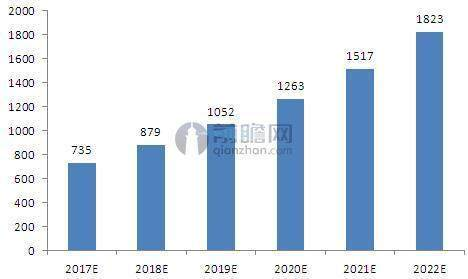 2000
1800
1600
1400
1200
1000
800
600
400
200
0
735
879
1052
1263
1517
1823
前瞻网
qianzhan.com
2017E
2018E
2019E
2020E
2021E
2022E